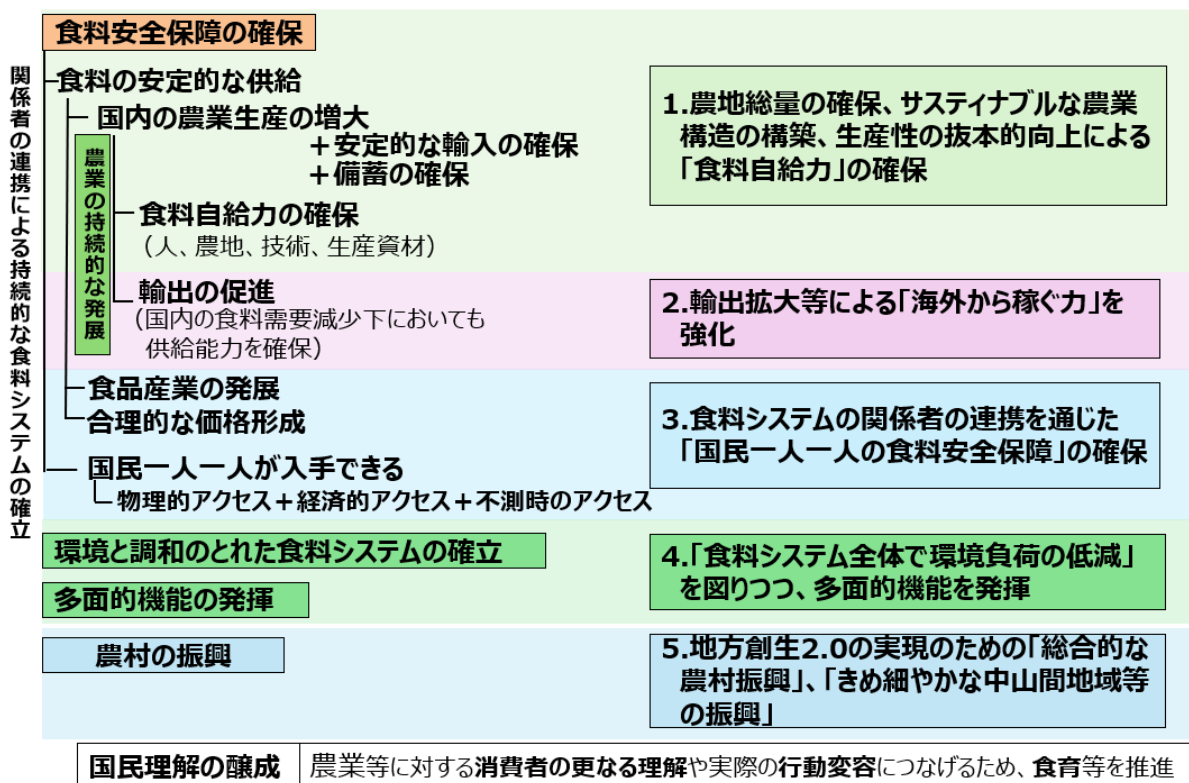 関係者の連携による持続的な食料システムの確立
食料安全保障の確保
食料の安定的な供給
国内の農業生産の増大
＋安定的な輸入の確保
＋備蓄の確保
農業の持続的な発展
食料自給力の確保
（人、農地、技術、生産資材）
輸出の促進
（国内の食料需要減少下においても
供給能力を確保）
食品産業の発展
合理的な価格形成
国民一人一人が入手できる
物理的アクセス＋経済的アクセス＋不測時のアクセス
1.農地総量の確保、サスティナブルな農業
構造の構築、生産性の抜本的向上による
「食料自給力」の確保
2.輸出拡大等による「海外から稼ぐ力」を
強化
3.食料システムの関係者の連携を通じた
「国民一人一人の食料安全保障」の確保
環境と調和のとれた食料システムの確立
多面的機能の発揮
4.「食料システム全体で環境負荷の低減」
を図りつつ、多面的機能を発揮
農村の振興
5.地方創生2.0の実現のための「総合的な
農村振興」、「きめ細やかな中山間地域等
の振興」
国民理解の醸成
農業等に対する消費者の更なる理解や実際の行動変容につなげるため、食育等を推進